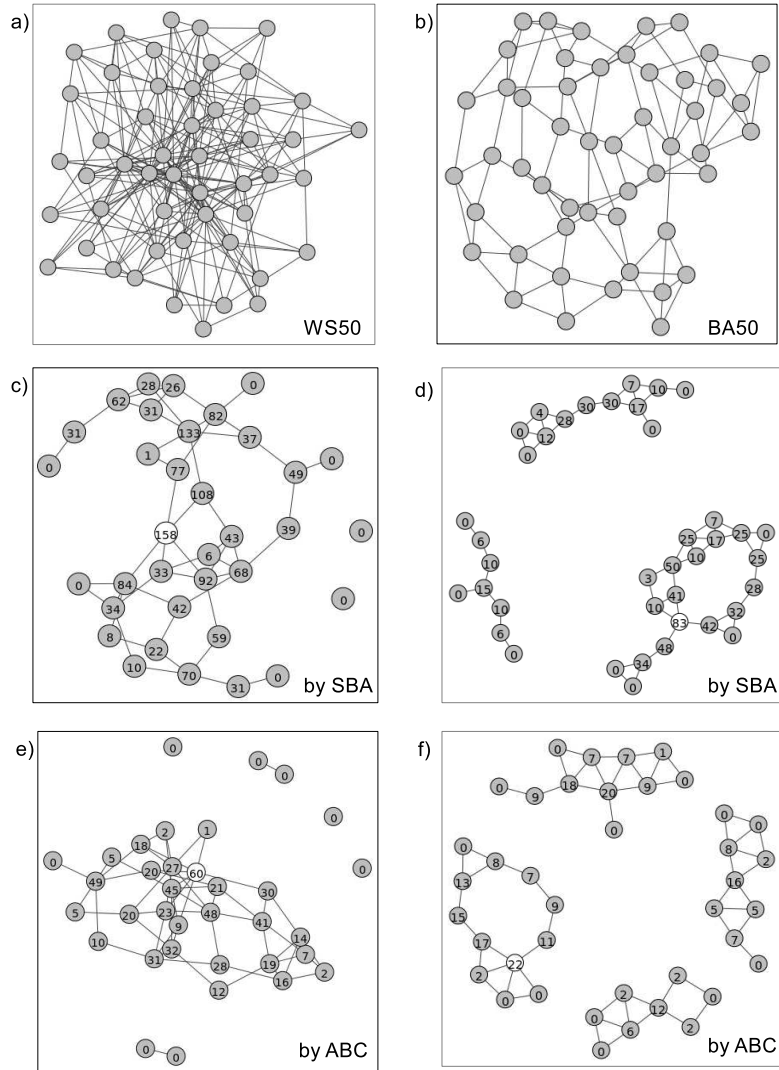 a)
WS50
b)
BA50
c)
28 26 0
62 31 82
31 133 37
0 1 77 49 0
108
158 39 0
43
6
33 92 68
0 84 0
34 42
8 59
22
10 70 0
31
by SBA
d)
7 10 0
4 30 30 17
0 12 28 0
0
0 7
6 25 17 25 0
10 10 25
50
3 28
0 15 41
10 10 32
83 42 0
6 48
0 34
0 0
by SBA
e)
0
0 0
0
2 1
18
0 5 20 27 60 0
49 45 21 30
5 20 23 48
9 41
10 32 14
31 28 19 7
16 2
12
0 0
by ABC
f)
0 7 7 1
0 9 18 20 9 0
0
0 0
0 8 2
13 8 7 16
15 9 5 5
17 11 7
22 0
2 0 0
2 0
2 12
0 6 2
0
by ABC